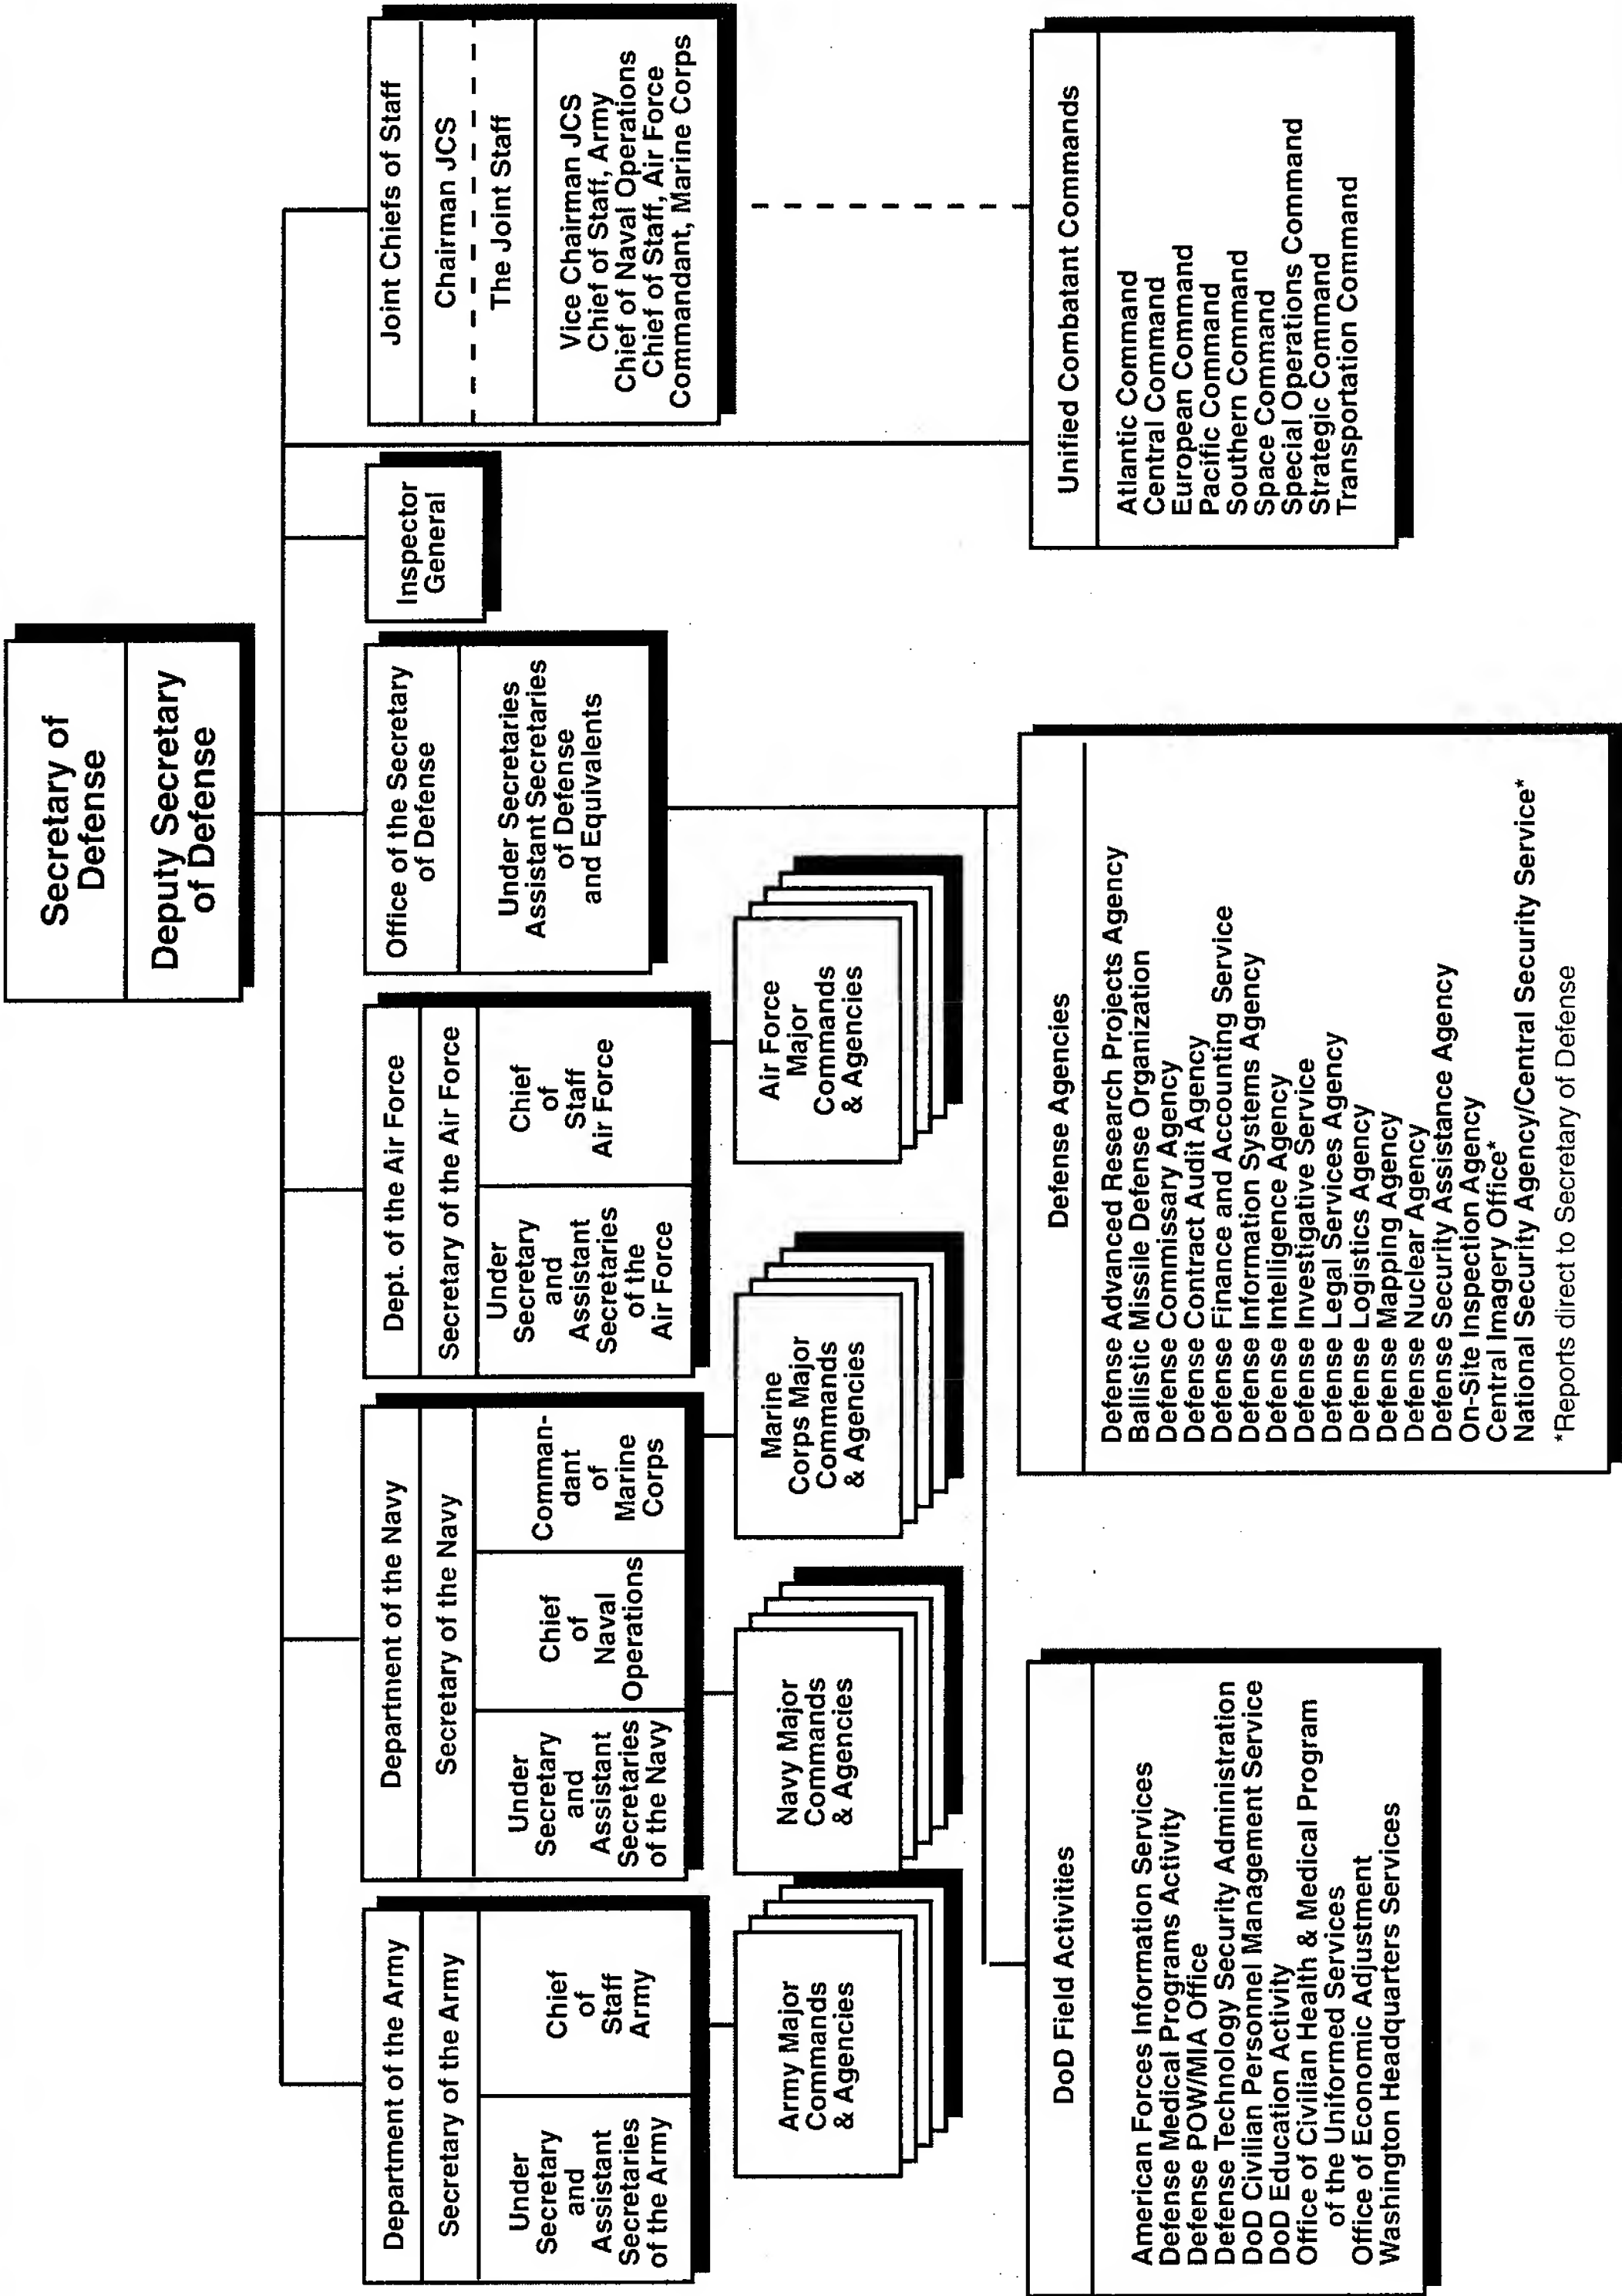 Secretary of
Defense
Deputy Secretary
of Defense
Department of the Army
Secretary of the Army
Under
Secretary
and
Assistant
Secretaries
of the Army
Chief
of
Staff
Army
Army Major
Commands
& Agencies
Department of the Navy
Secretary of the Navy
Under
Secretary
and
Assistant
Secretaries
of the Navy
Chief
of
Naval
Operations
Comman-
dant
of
Marine
Corps
Navy Major
Commands
& Agencies
Marine
Corps Major
Commands
& Agencies
Dept. of the Air Force
Secretary of the Air Force
Under
Secretary
and
Assistant
Secretaries
of the
Air Force
Chief
of
Staff
Air Force
Air Force
Major
Commands
& Agencies
Office of the Secretary
of Defense
Under Secretaries
Assistant Secretaries
of Defense
and Equivalents
Inspector
General
Joint Chiefs of Staff
Chairman JCS
The Joint Staff
Vice Chairman JCS
Chief of Staff, Army
Chief of Naval Operations
Chief of Staff, Air Force
Commandant, Marine Corps
DoD Field Activities
American Forces Information Services
Defense Medical Programs Activity
Defense POW/MIA Office
Defense Technology Security Administration
DoD Civilian Personnel Management Service
DoD Education Activity
Office of Civilian Health & Medical Program
of the Uniformed Services
Office of Economic Adjustment
Washington Headquarters Services
Defense Agencies
Defense Advanced Research Projects Agency
Ballistic Missile Defense Organization
Defense Commissary Agency
Defense Contract Audit Agency
Defense Finance and Accounting Service
Defense Information Systems Agency
Defense Intelligence Agency
Defense Investigative Service
Defense Legal Services Agency
Defense Logistics Agency
Defense Mapping Agency
Defense Nuclear Agency
Defense Security Assistance Agency
On-Site Inspection Agency
Central Imagery Office*
National Security Agency/Central Security Service*
*Reports direct to Secretary of Defense
Unified Combatant Commands
Atlantic Command
Central Command
European Command
Pacific Command
Southern Command
Space Command
Special Operations Command
Strategic Command
Transportation Command